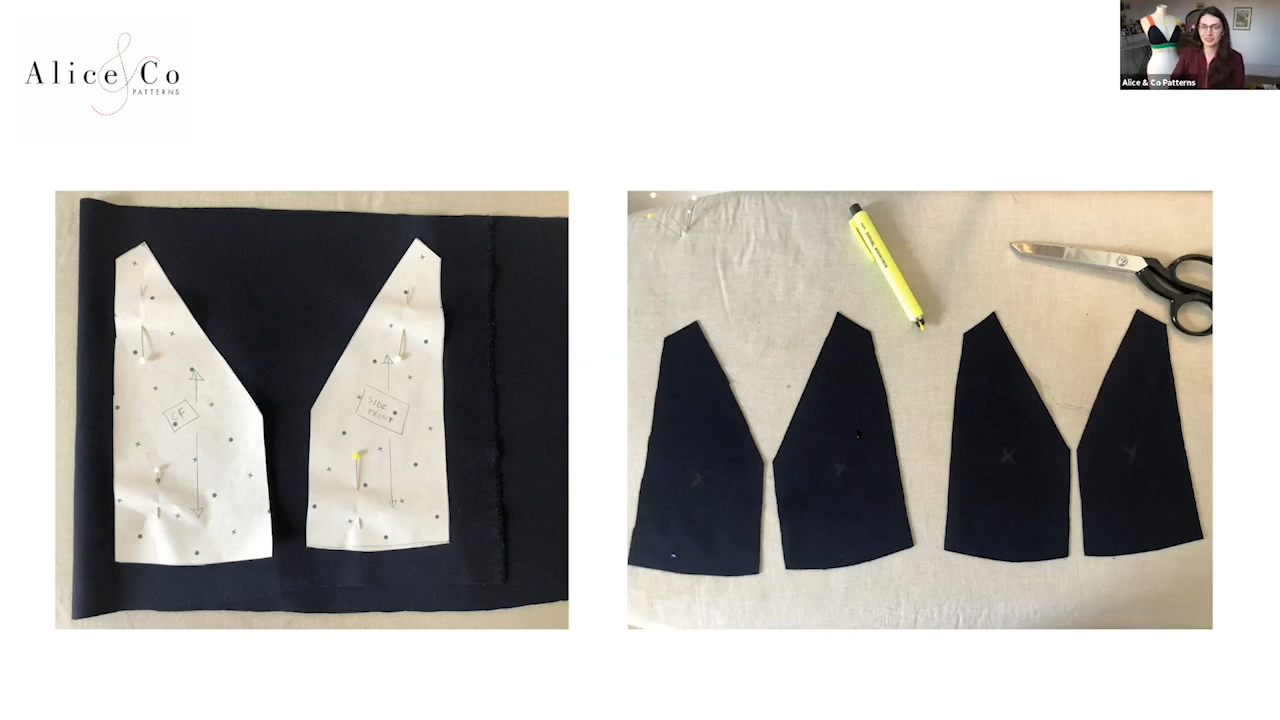 Alice & Co
PATTERNS
Alice & Co Patterns
CF
SIDE
FRONT